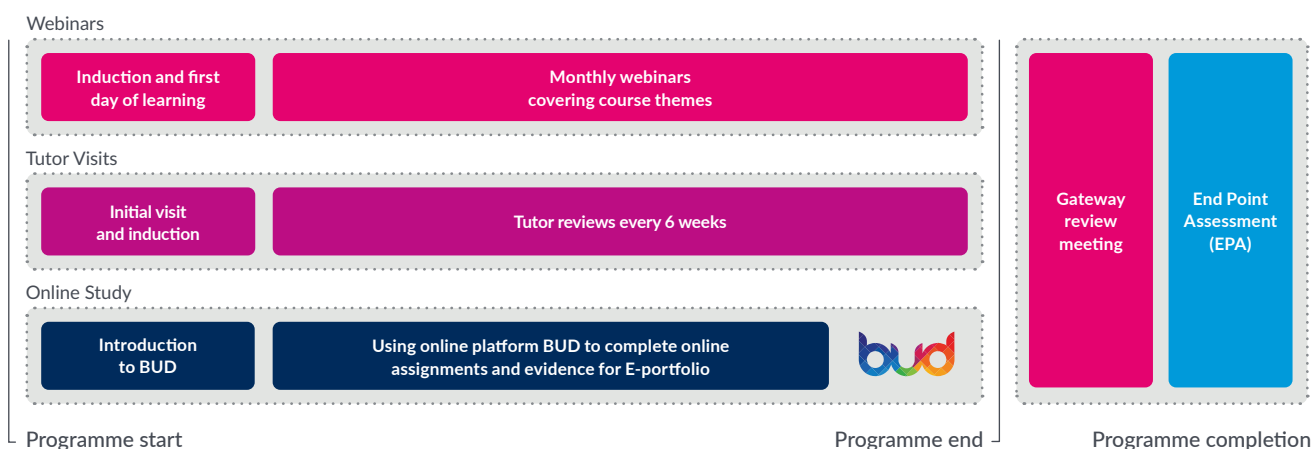 Webinars
Induction and first
day of learning
Monthly webinars
covering course themes
Tutor Visits
Initial visit
and induction
Tutor reviews every 6 weeks
Online Study
Introduction
to BUD
Using online platform BUD to complete online
assignments and evidence for E-portfolio
bud
Gateway
review
meeting
End Point
Assessment
(EPA)
Programme start
Programme end
Programme completion